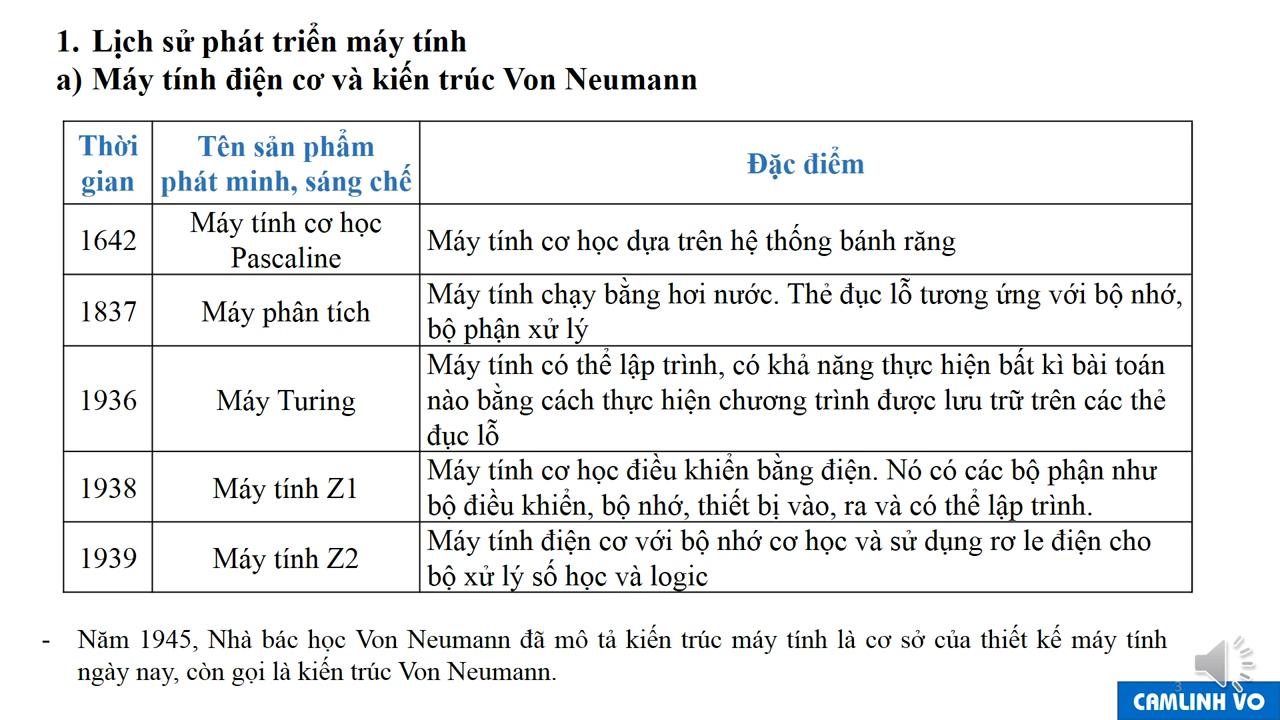 1. Lịch sử phát triển máy tính
a) Máy tính điện cơ và kiến trúc Von Neumann
Thời gian
Tên sản phẩm
phát minh, sáng chế
Đặc điểm
1642
Máy tính cơ học
Pascaline
Máy tính cơ học dựa trên hệ thống bánh răng
1837
Máy phân tích
Máy tính chạy bằng hơi nước. Thẻ đục lỗ tương ứng với bộ nhớ,
bộ phận xử lý
1936
Máy Turing
Máy tính có thể lập trình, có khả năng thực hiện bất kì bài toán
nào bằng cách thực hiện chương trình được lưu trữ trên các thẻ
đục lỗ
1938
Máy tính Z1
Máy tính cơ học điều khiển bằng điện. Nó có các bộ phận như
bộ điều khiển, bộ nhớ, thiết bị vào, ra và có thể lập trình.
1939
Máy tính Z2
Máy tính điện cơ với bộ nhớ cơ học và sử dụng rơ le điện cho
bộ xử lý số học và logic
- Năm 1945, Nhà bác học Von Neumann đã mô tả kiến trúc máy tính là cơ sở của thiết kế máy tính
ngày nay, còn gọi là kiến trúc Von Neumann.
3
CAMLINH VO